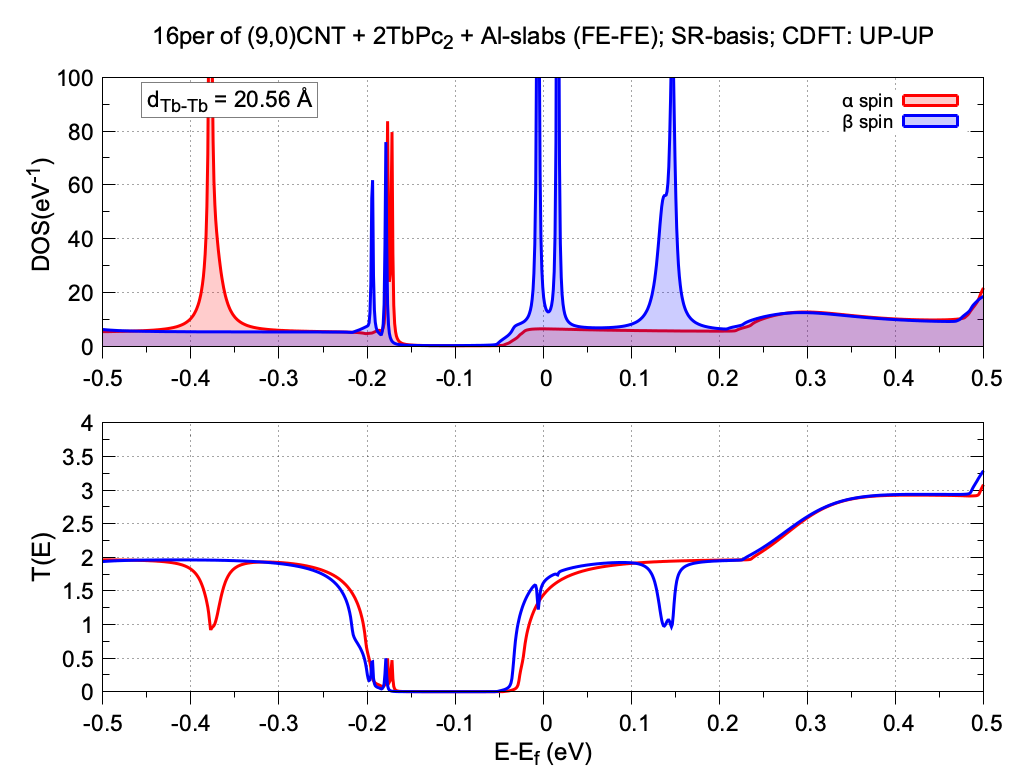 16per of (9,0)CNT + 2TbPc2 + Al-slabs (FE-FE); SR-basis; CDFT: UP-UP
100
80
60
40
20
0
DOS(eV-1)
dTb-Tb = 20.56 Å
α spin
β spin
-0.5 -0.4 -0.3 -0.2 -0.1 0 0.1 0.2 0.3 0.4 0.5
4
3.5
3
2.5
2
1.5
1
0.5
0
T(E)
-0.5 -0.4 -0.3 -0.2 -0.1 0 0.1 0.2 0.3 0.4 0.5
E-Ef (eV)